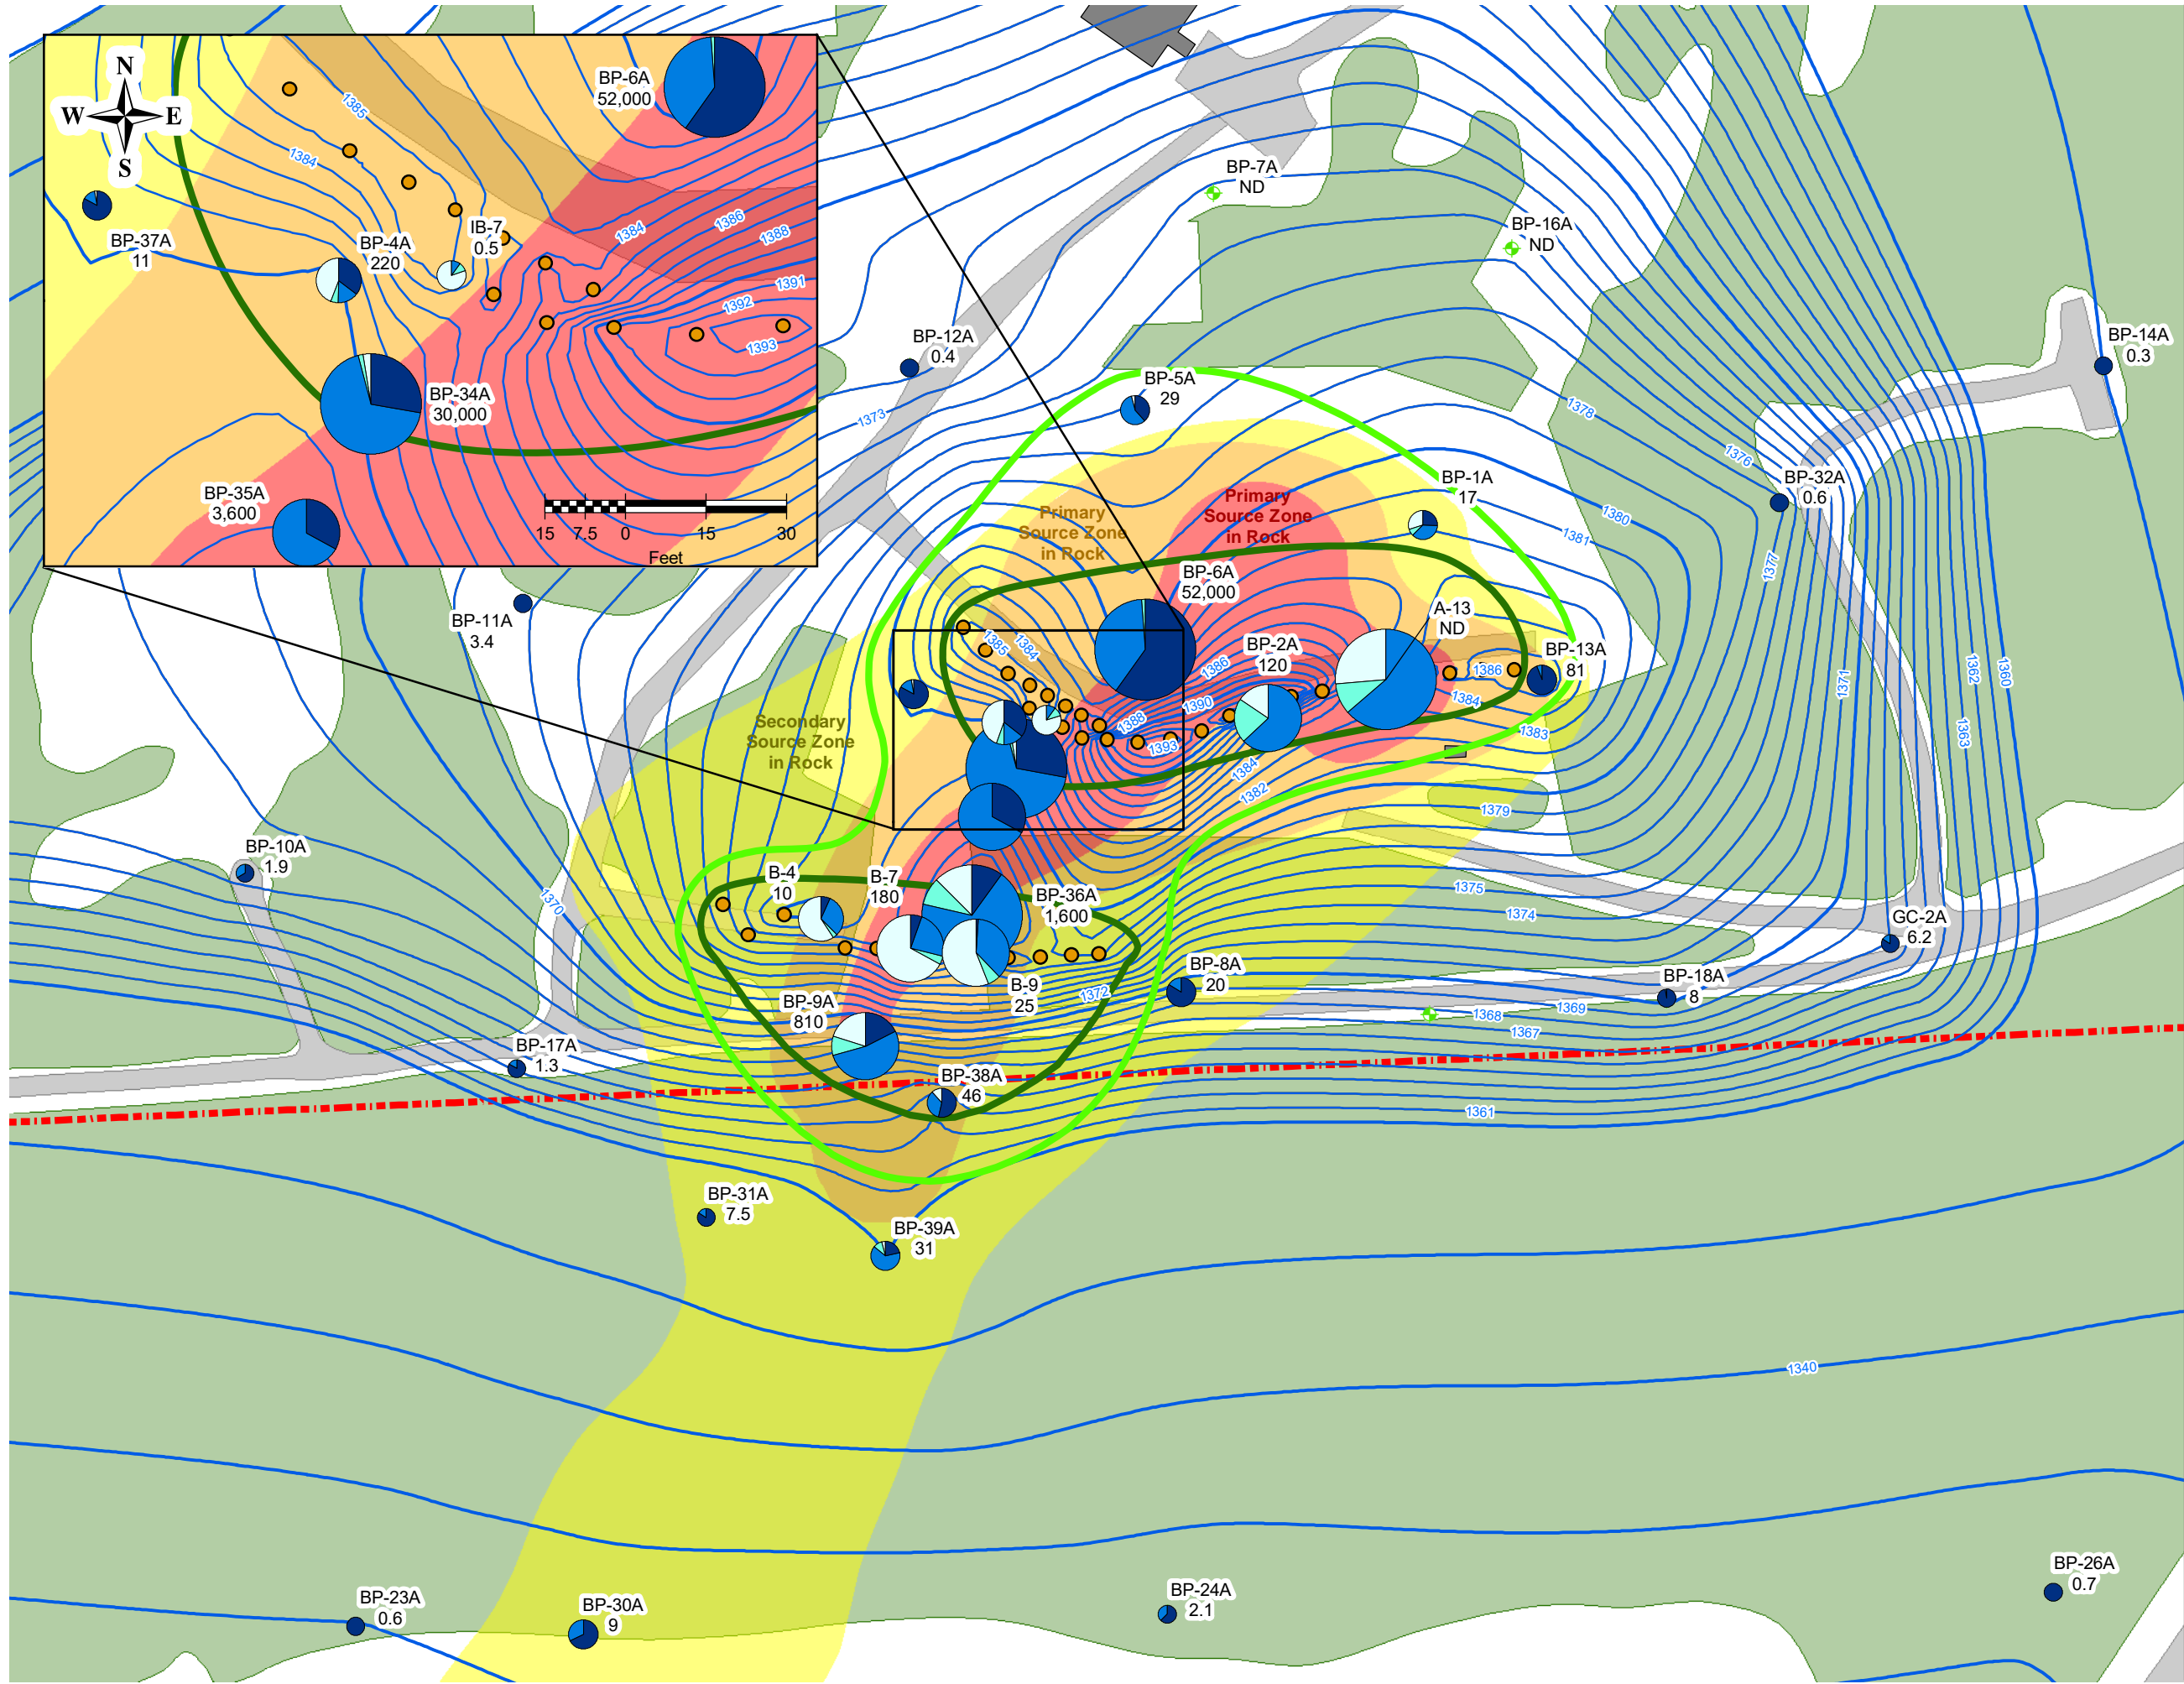 N
W E
S
BP-6A
52,000
1385
1384
BP-37A
11
BP-4A
220
IB-7
0.5
1384
1386
1388
1391
1392
1393
BP-34A
30,000
BP-35A
3,600
15 7.5 0 15 30
Feet
BP-7A
ND
BP-16A
ND
BP-14A
0.3
BP-12A
0.4
1373
BP-5A
29
1378
1376
BP-32A
0.6
BP-1A
17
1380
1381
1377
Primary
Source Zone
in Rock
Primary
Source Zone
in Rock
BP-6A
52,000
BP-11A
3.4
A-13
ND
BP-2A
120
BP-13A
81
1385
1384
1386
1386
1384
1390
1388
1393
1383
1384
1382
1371
1362
1360
1363
Secondary
Source Zone
in Rock
1379
BP-10A
1.9
B-4
10
B-7
180
BP-36A
1,600
1370
1375
1374
GC-2A
6.2
BP-8A
20
BP-18A
8
B-9
25
1372
1369
1368
1367
BP-9A
810
BP-17A
1.3
BP-38A
46
1361
BP-31A
7.5
BP-39A
31
1340
BP-23A
0.6
BP-30A
9
BP-24A
2.1
BP-26A
0.7